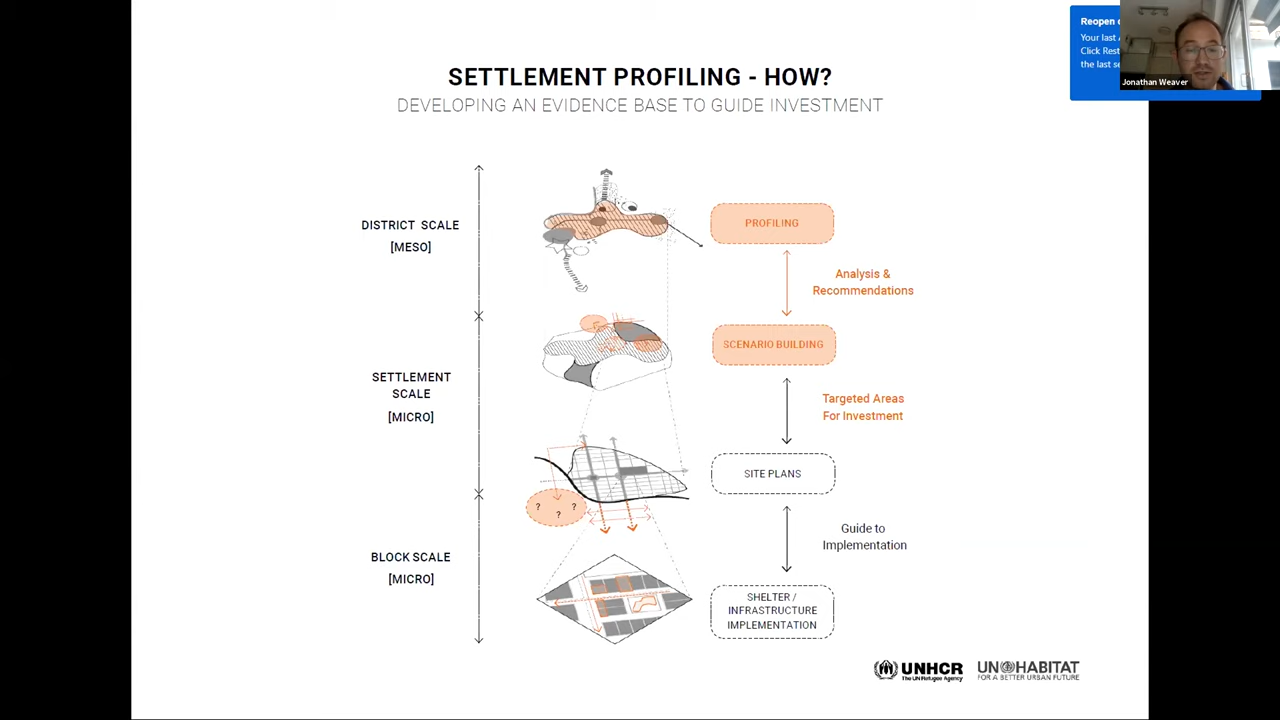 Reopen
Your last
Click Rest
the last se
Jonathan Weaver
SETTLEMENT PROFILING - HOW?
DEVELOPING AN EVIDENCE BASE TO GUIDE INVESTMENT
DISTRICT SCALE
[MESO]
PROFILING
Analysis &
Recommendations
SCENARIO BUILDING
SETTLEMENT
SCALE
[MICRO]
Targeted Areas
For Investment
SITE PLANS
? ? ?
Guide to
Implementation
BLOCK SCALE
[MICRO]
SHELTER /
INFRASTRUCTURE
IMPLEMENTATION
UNHCR
The UN Refugee Agency
UN HABITAT
FOR A BETTER URBAN FUTURE